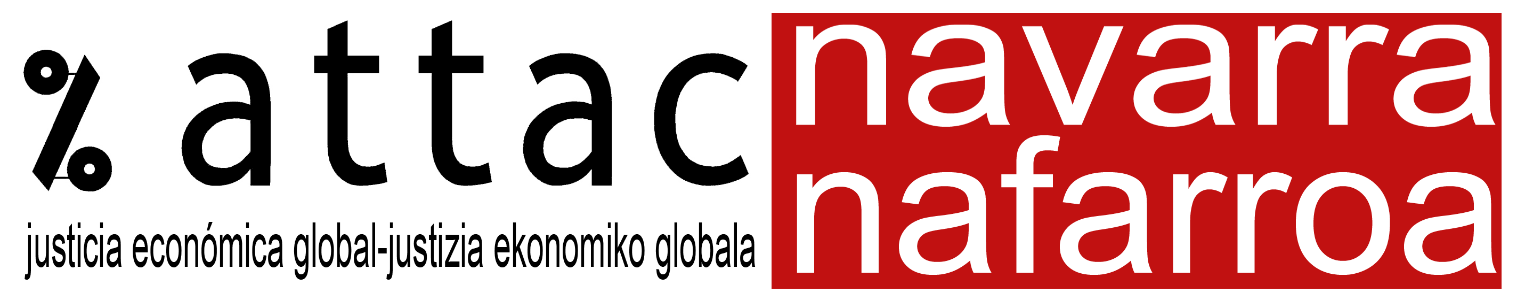 % attac
justicia económica global-justizia ekonomiko globala
navarra
nafarroa